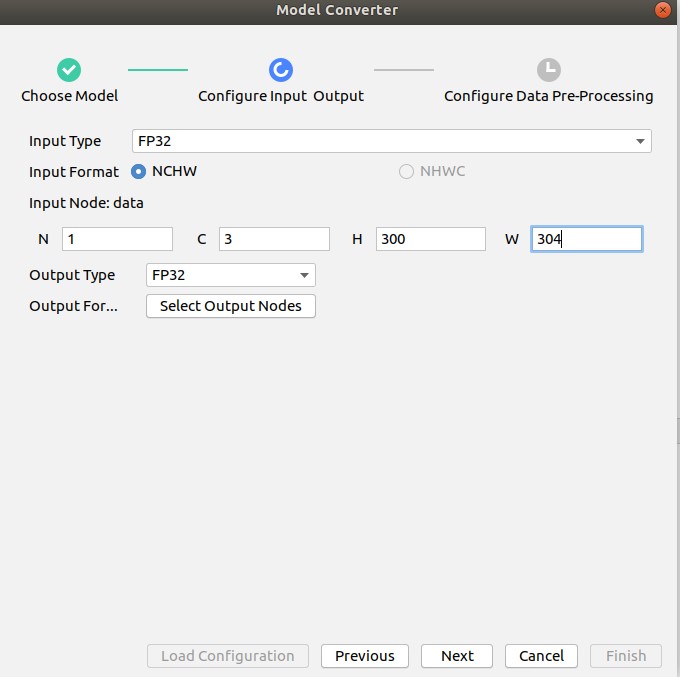 Model Converter
Choose Model
Configure Input Output
Configure Data Pre-Processing
Input Type FP32
Input Format NCHW NHWC
Input Node: data
N 1 C 3 H 300 W 304
Output Type FP32
Output For... Select Output Nodes
Load Configuration Previous Next Cancel Finish